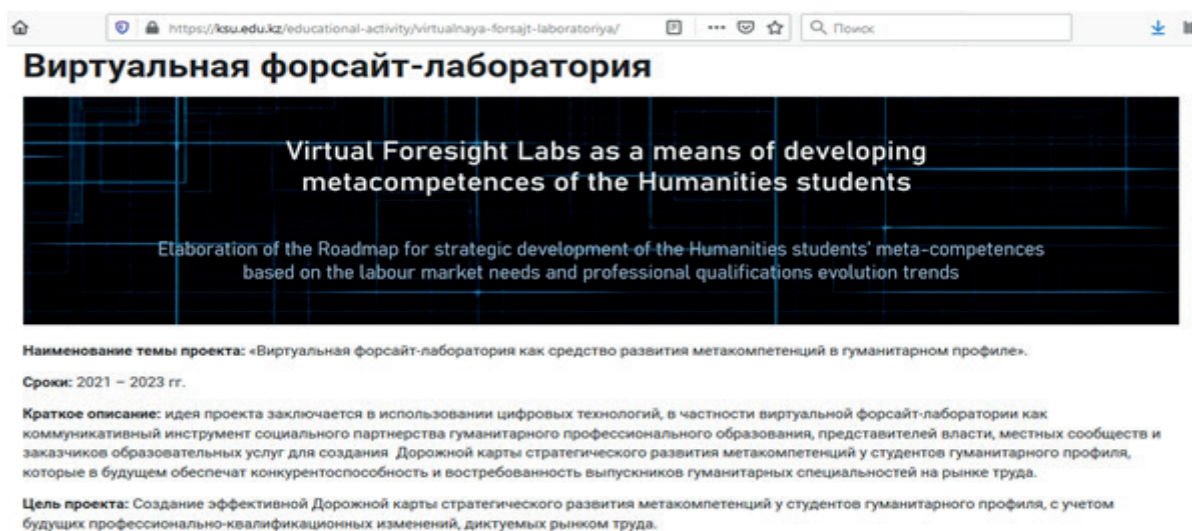 https://ksu.edu.kz/educational-activity/virtualnaya-forsajt-laboratoriya/
Поиск
Виртуальная форсайт-лаборатория
Virtual Foresight Labs as a means of developing
metacompetences of the Humanities students
Elaboration of the Roadmap for strategic development of the Humanities students' meta-competences
based on the labour market needs and professional qualifications evolution trends
Наименование темы проекта: «Виртуальная форсайт-лаборатория как средство развития метакомпетенций в гуманитарном профиле».
Сроки: 2021 – 2023 гг.
Краткое описание: идея проекта заключается в использовании цифровых технологий, в частности виртуальной форсайт-лаборатории как
коммуникативный инструмент социального партнерства гуманитарного профессионального образования, представителей власти, местных сообществ и
заказчиков образовательных услуг для создания Дорожной карты стратегического развития метакомпетенций у студентов гуманитарного профиля,
которые в будущем обеспечат конкурентоспособность и востребованность выпускников гуманитарных специальностей на рынке труда.
Цель проекта: Создание эффективной Дорожной карты стратегического развития метакомпетенций у студентов гуманитарного профиля, с учетом
будущих профессионально-квалификационных изменений, диктуемых рынком труда.